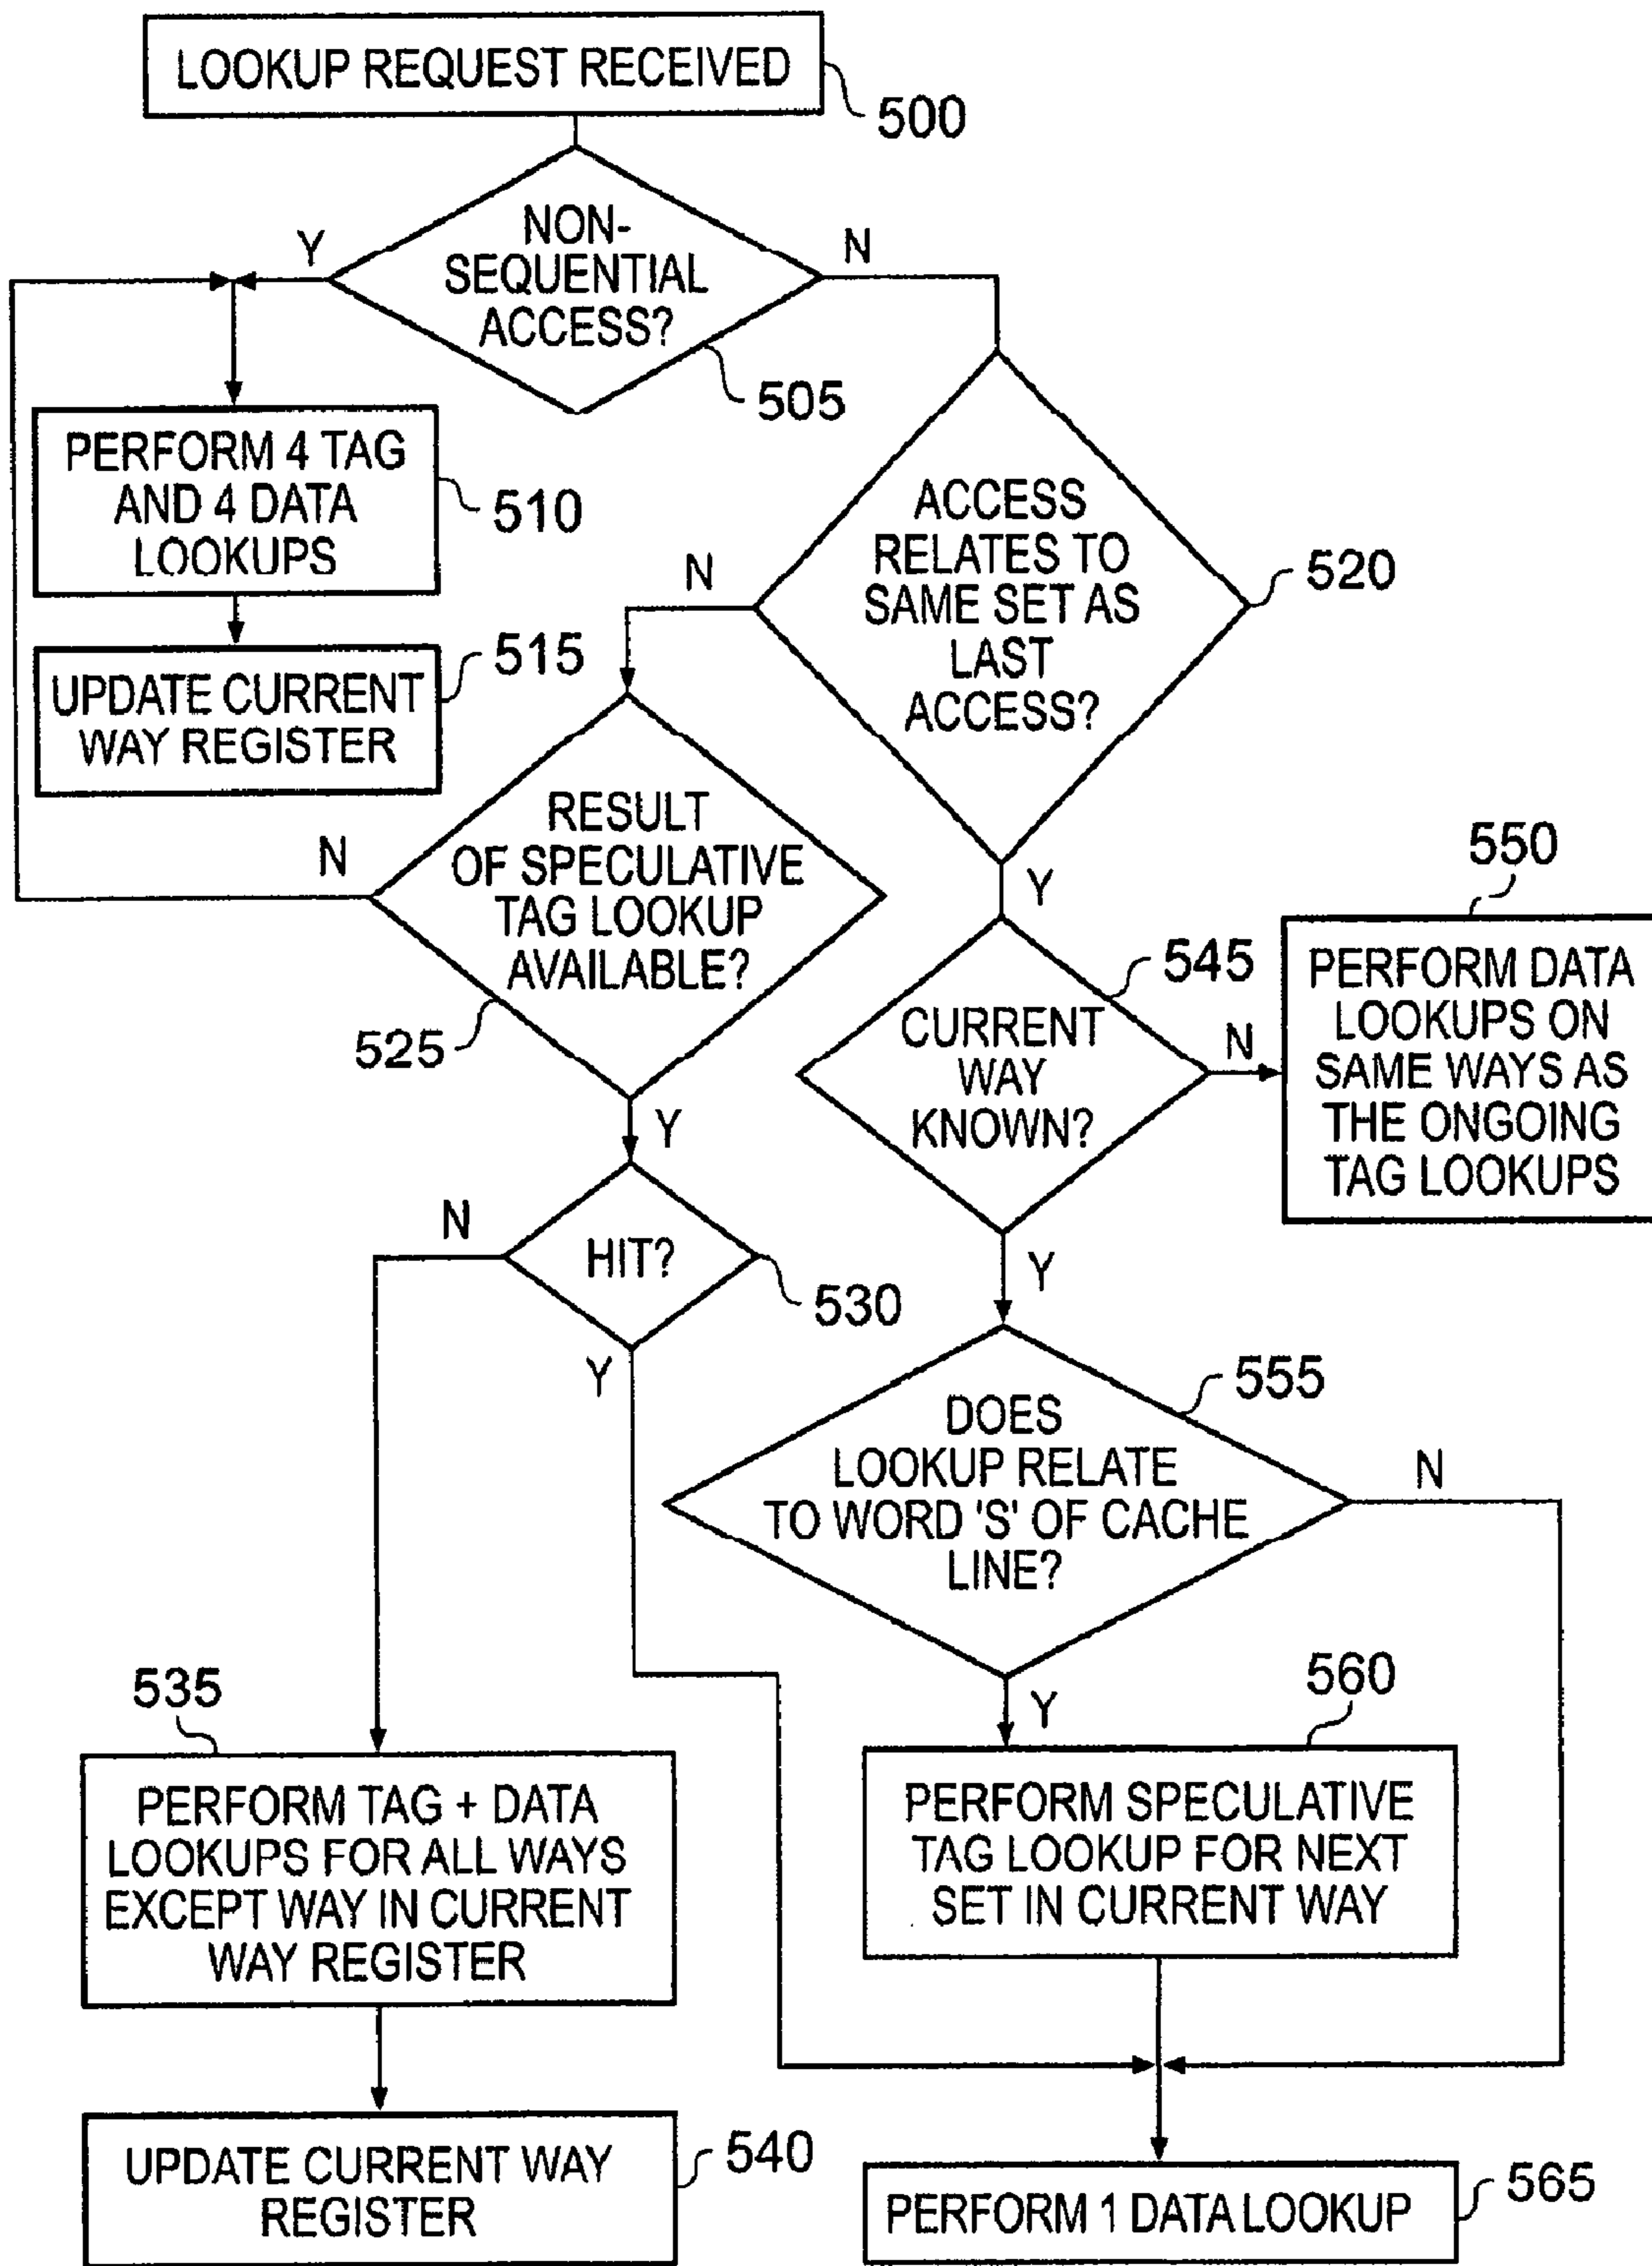 LOOKUP REQUEST RECEIVED
500
NON-
SEQUENTIAL
ACCESS?
Y
N
505
PERFORM 4 TAG
AND 4 DATA
LOOKUPS
510
UPDATE CURRENT
WAY REGISTER
515
ACCESS
RELATES TO
SAME SET AS
LAST
ACCESS?
520
N
Y
RESULT
OF SPECULATIVE
TAG LOOKUP
AVAILABLE?
N
525
Y
CURRENT
WAY
KNOWN?
545
N
Y
550
PERFORM DATA
LOOKUPS ON
SAME WAYS AS
THE ONGOING
TAG LOOKUPS
HIT?
N
530
Y
DOES
LOOKUP RELATE
TO WORD 'S' OF CACHE
LINE?
555
N
Y
535
PERFORM TAG + DATA
LOOKUPS FOR ALL WAYS
EXCEPT WAY IN CURRENT
WAY REGISTER
560
PERFORM SPECULATIVE
TAG LOOKUP FOR NEXT
SET IN CURRENT WAY
UPDATE CURRENT WAY
REGISTER
540
PERFORM 1 DATA LOOKUP
565